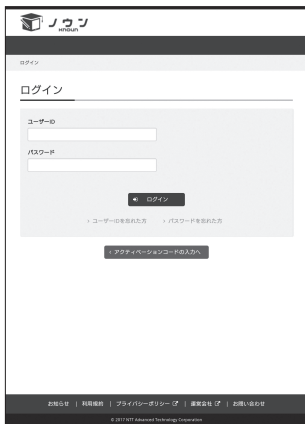 ノウン
KNOUN
ログイン
ログイン
ユーザーID
パスワード
ログイン
› ユーザーIDを忘れた方 › パスワードを忘れた方
› アクティベーションコードの入力へ
お知らせ | 利用規約 | プライバシーポリシー | 運営会社 | お問い合わせ
© 2017 NTT Advanced Technology Corporation